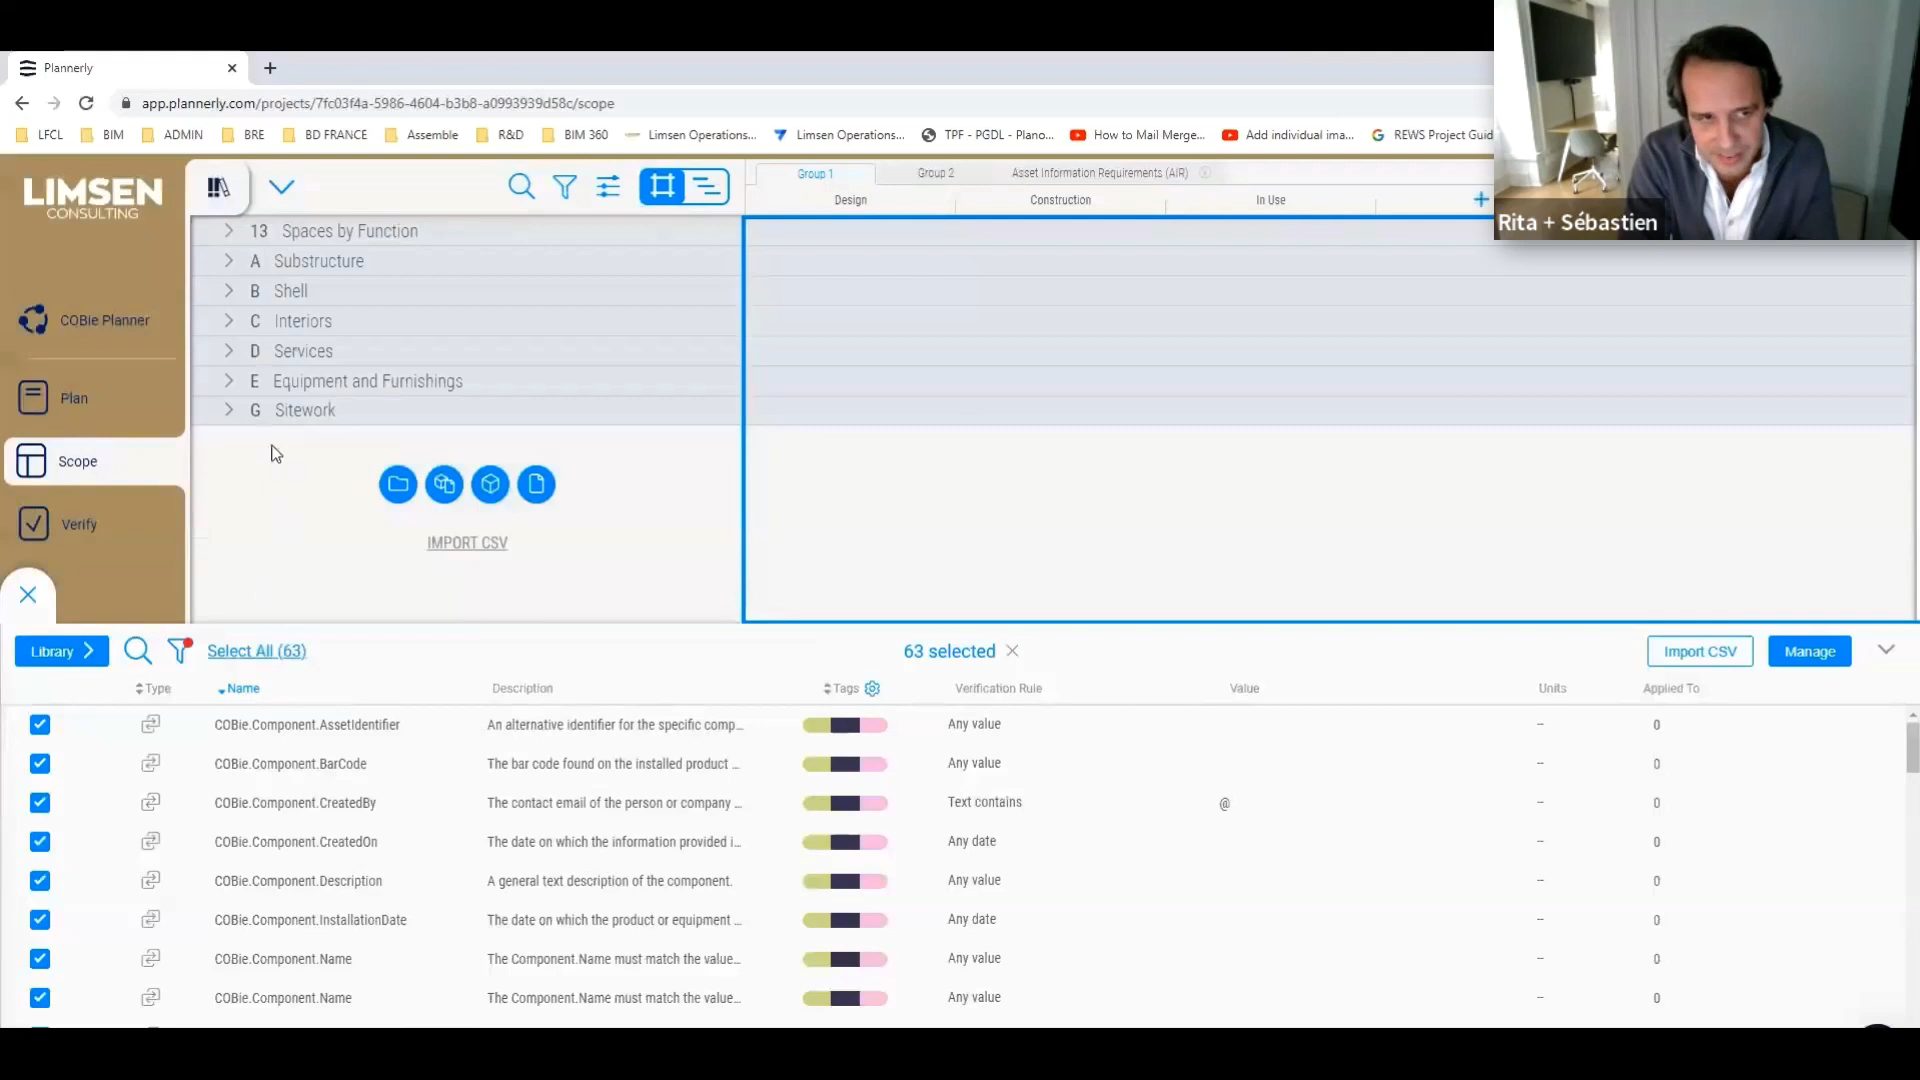 Plannerly
app.plannerly.com/projects/7fc03f4a-5986-4604-b3b8-a0993939d58c/scope
LFCL BIM ADMIN BRE BD FRANCE Assemble R&D BIM 360 Limsen Operations... Limsen Operations... TPF - PGDL - Plano... How to Mail Merge... Add individual ima... REWS Project Guid
Rita + Sébastien
LIMSEN
CONSULTING
COBie Planner
Plan
Scope
Verify
Group 1 Group 2 Asset Information Requirements (AIR)
Design Construction In Use
13 Spaces by Function
A Substructure
B Shell
C Interiors
D Services
E Equipment and Furnishings
G Sitework
IMPORT CSV
Library Select All (63) 63 selected Import CSV Manage
Type Name Description Tags Verification Rule Value Units Applied To
COBie.Component.AssetIdentifier An alternative identifier for the specific comp... Any value -- 0
COBie.Component.BarCode The bar code found on the installed product ... Any value -- 0
COBie.Component.CreatedBy The contact email of the person or company ... Text contains @ -- 0
COBie.Component.CreatedOn The date on which the information provided i... Any date -- 0
COBie.Component.Description A general text description of the component. Any value -- 0
COBie.Component.InstallationDate The date on which the product or equipment ... Any date -- 0
COBie.Component.Name The Component.Name must match the value... Any value -- 0
COBie.Component.Name The Component.Name must match the value... Any value -- 0